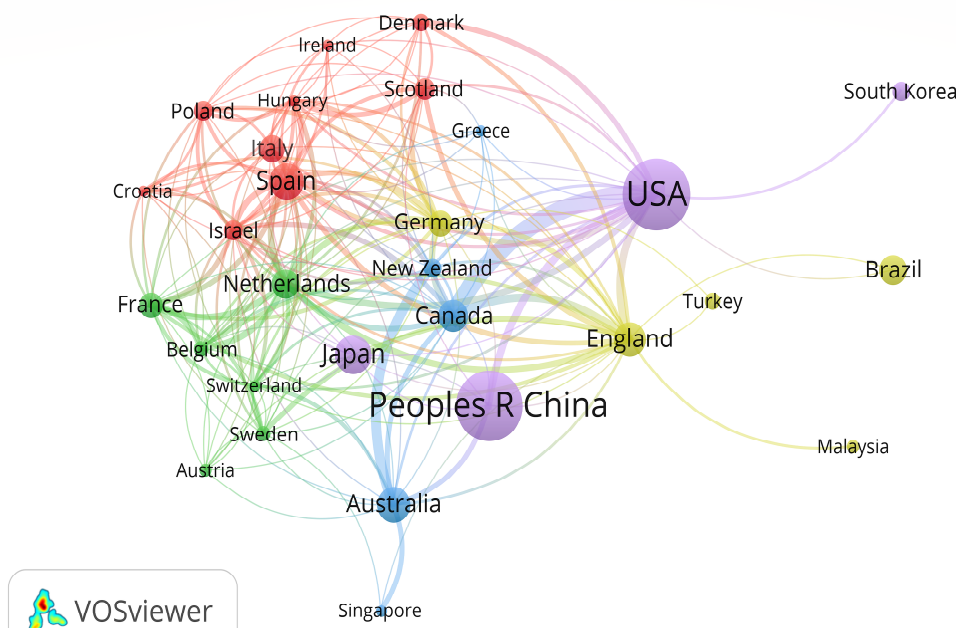 Denmark
Ireland
Scotland
South Korea
Hungary
Poland
Greece
Italy
Spain
Croatia
USA
Germany
Israel
New Zealand
Brazil
Netherlands
France
Turkey
Canada
England
Belgium
Japan
Switzerland
Peoples R China
Sweden
Malaysia
Austria
Australia
Singapore
VOSviewer